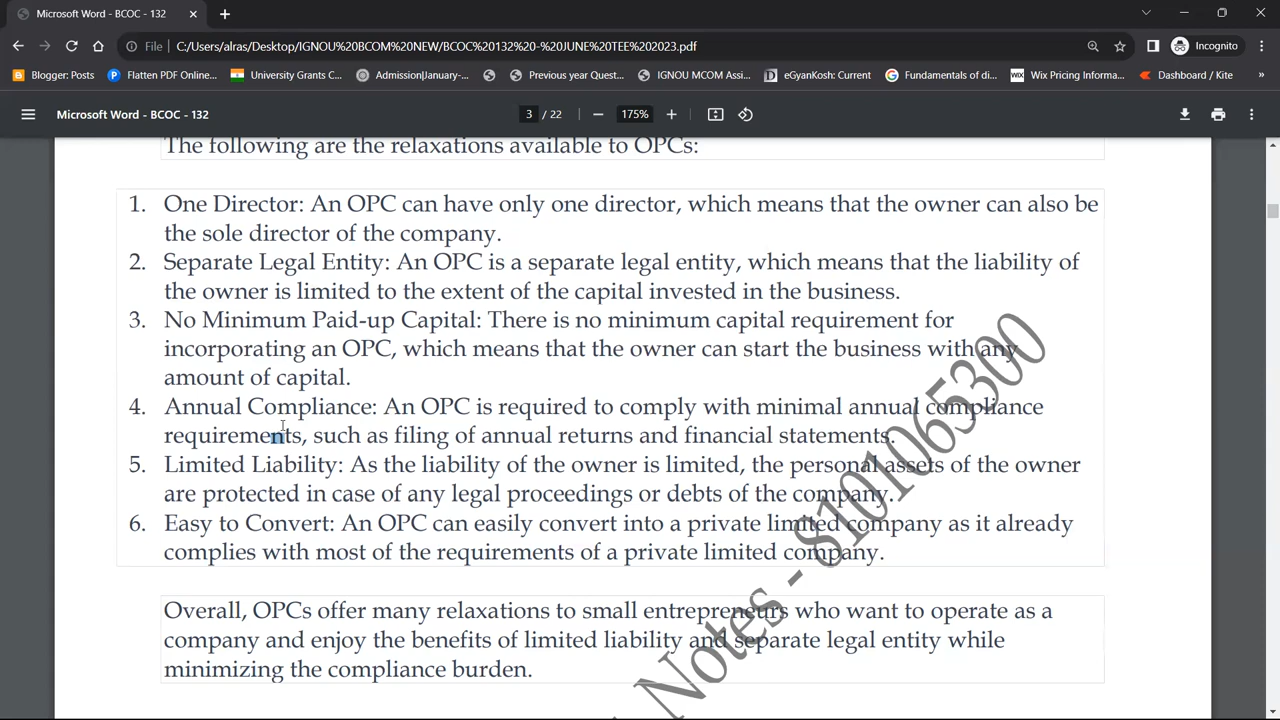 Microsoft Word - BCOC - 132
File C:/Users/alras/Desktop/IGNOU%20BCOM%20NEW/BCOC%20132%20-%20JUNE%20TEE%202023.pdf
Incognito
Blogger: Posts Flatten PDF Online... University Grants C... Admission|January-... Previous year Quest... IGNOU MCOM Assi... eGyanKosh: Current Fundamentals of di... WIX Wix Pricing Informa... Dashboard / Kite »
Microsoft Word - BCOC - 132 3 / 22 175%
The following are the relaxations available to OPCs:
1. One Director: An OPC can have only one director, which means that the owner can also be
the sole director of the company.
2. Separate Legal Entity: An OPC is a separate legal entity, which means that the liability of
the owner is limited to the extent of the capital invested in the business.
3. No Minimum Paid-up Capital: There is no minimum capital requirement for
incorporating an OPC, which means that the owner can start the business with any
amount of capital.
4. Annual Compliance: An OPC is required to comply with minimal annual compliance
requirements, such as filing of annual returns and financial statements.
5. Limited Liability: As the liability of the owner is limited, the personal assets of the owner
are protected in case of any legal proceedings or debts of the company.
6. Easy to Convert: An OPC can easily convert into a private limited company as it already
complies with most of the requirements of a private limited company.
Overall, OPCs offer many relaxations to small entrepreneurs who want to operate as a
company and enjoy the benefits of limited liability and separate legal entity while
minimizing the compliance burden.
Notes - 8101065300